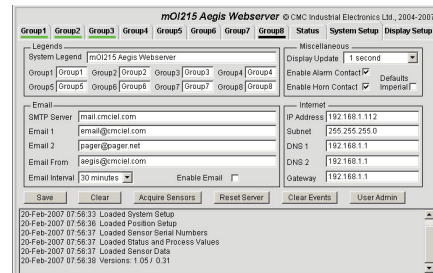 mOI215 Aegis Webserver © CMC Industrial Electronics Ltd., 2004-2007
Group1 Group2 Group3 Group4 Group5 Group6 Group7 Group8 Status System Setup Display Setup
Legends
System Legend mOI215 Aegis Webserver
Group1 Group1 Group2 Group2 Group3 Group3 Group4 Group4
Group5 Group5 Group6 Group6 Group7 Group7 Group8 Group8
Miscellaneous
Display Update 1 second
Enable Alarm Contact
Enable Horn Contact
Defaults
Imperial
Email
SMTP Server mail.cmciel.com
Email 1 email@cmciel.com
Email 2 pager@pager.net
Email From aegis@cmciel.com
Email Interval 30 minutes Enable Email
Internet
IP Address 192.168.1.112
Subnet 255.255.255.0
DNS 1 192.168.1.1
DNS 2 192.168.1.1
Gateway 192.168.1.1
Save Clear Acquire Sensors Reset Server Clear Events User Admin
20-Feb-2007 07:56:33 Loaded System Setup
20-Feb-2007 07:56:36 Loaded Position Setup
20-Feb-2007 07:56:37 Loaded Sensor Serial Numbers
20-Feb-2007 07:56:37 Loaded Status and Process Values
20-Feb-2007 07:56:37 Loaded Sensor Data
20-Feb-2007 07:56:38 Versions: 1.05 / 0.31